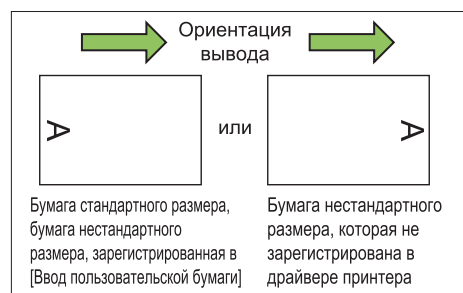 Ориентация
вывода
A
или
A
Бумага стандартного размера,
бумага нестандартного
размера, зарегистрированная в
[Ввод пользовательской бумаги]
Бумага нестандартного
размера, которая не
зарегистрирована в
драйвере принтера